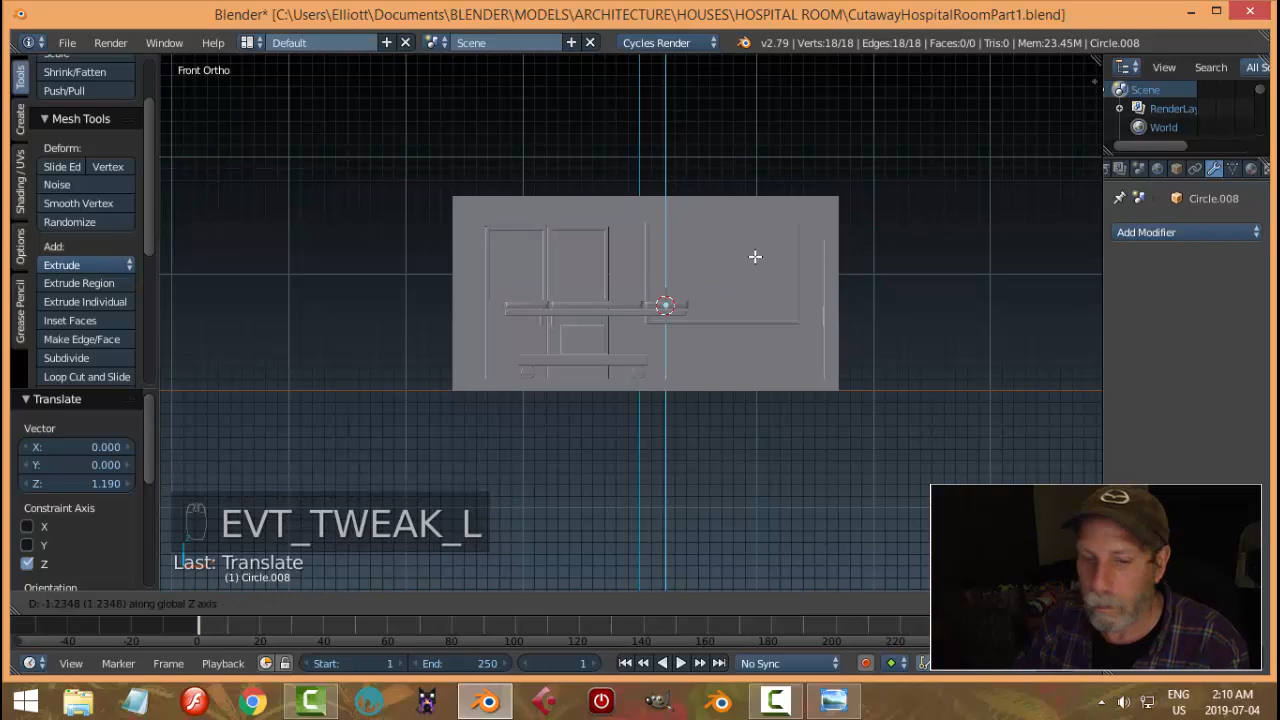 Blender* [C:\Users\Elliott\Documents\BLENDER\MODELS\ARCHITECTURE\HOUSES\HOSPITAL ROOM\CutawayHospitalRoomPart1.blend]
File Render Window Help Default Scene Cycles Render v2.79 | Verts:18/18 | Edges:18/18 | Faces:0/0 | Tris:0 | Mem:23.45M | Circle.008
View Search All S
Tools
Create
Shading / UVs
Options
Grease Pencil
Shrink/Fatten
Push/Pull
Mesh Tools
Deform:
Slide Ed Vertex
Noise
Smooth Vertex
Randomize
Add:
Extrude
Extrude Region
Extrude Individual
Inset Faces
Make Edge/Face
Subdivide
Loop Cut and Slide
Translate
Vector
X: 0.000
Y: 0.000
Z: 1.190
Constraint Axis
X
Y
Z
Orientation
Front Ortho
EVT_TWEAK_L
Last: Translate
(1) Circle.008
D: -1.2348 (1.2348) along global Z axis
Scene
RenderLay
World
Circle.008
Add Modifier
-40 -20 0 20 40 60 80 100 120 140 160 180 200
View Marker Frame Playback Start: 1 End: 250 1 No Sync
ENG
US
2:10 AM
2019-07-04